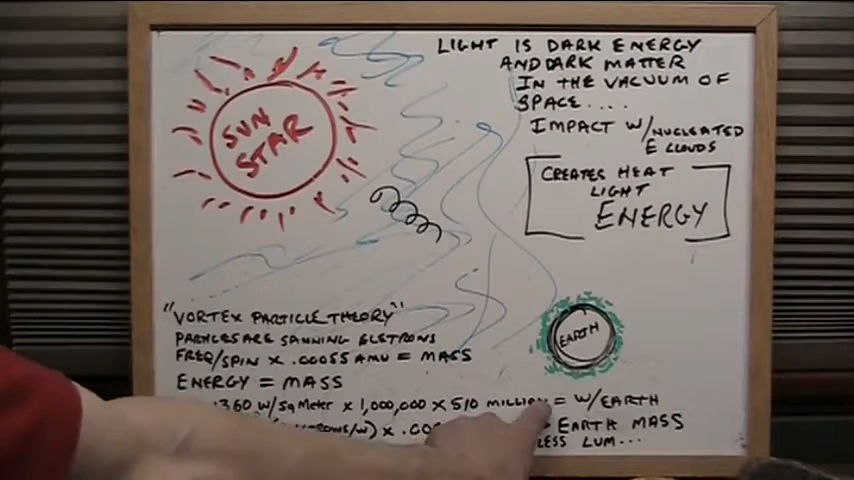 LIGHT IS DARK ENERGY
AND DARK MATTER
IN THE VACUUM OF
SPACE....
IMPACT W/NUCLEATED
E CLOUDS
CREATES HEAT
LIGHT
ENERGY
SUN
STAR
EARTH
"VORTEX PARTICLE THEORY"
PARTICLES ARE SPINNING ELETRONS
FREQ/SPIN X .00055 AMU = MASS
ENERGY = MASS
1360 W/SQ METER X 1,000,000 X 510 MILLION = W/EARTH
/W) X .00 EARTH MASS
LESS LUM...